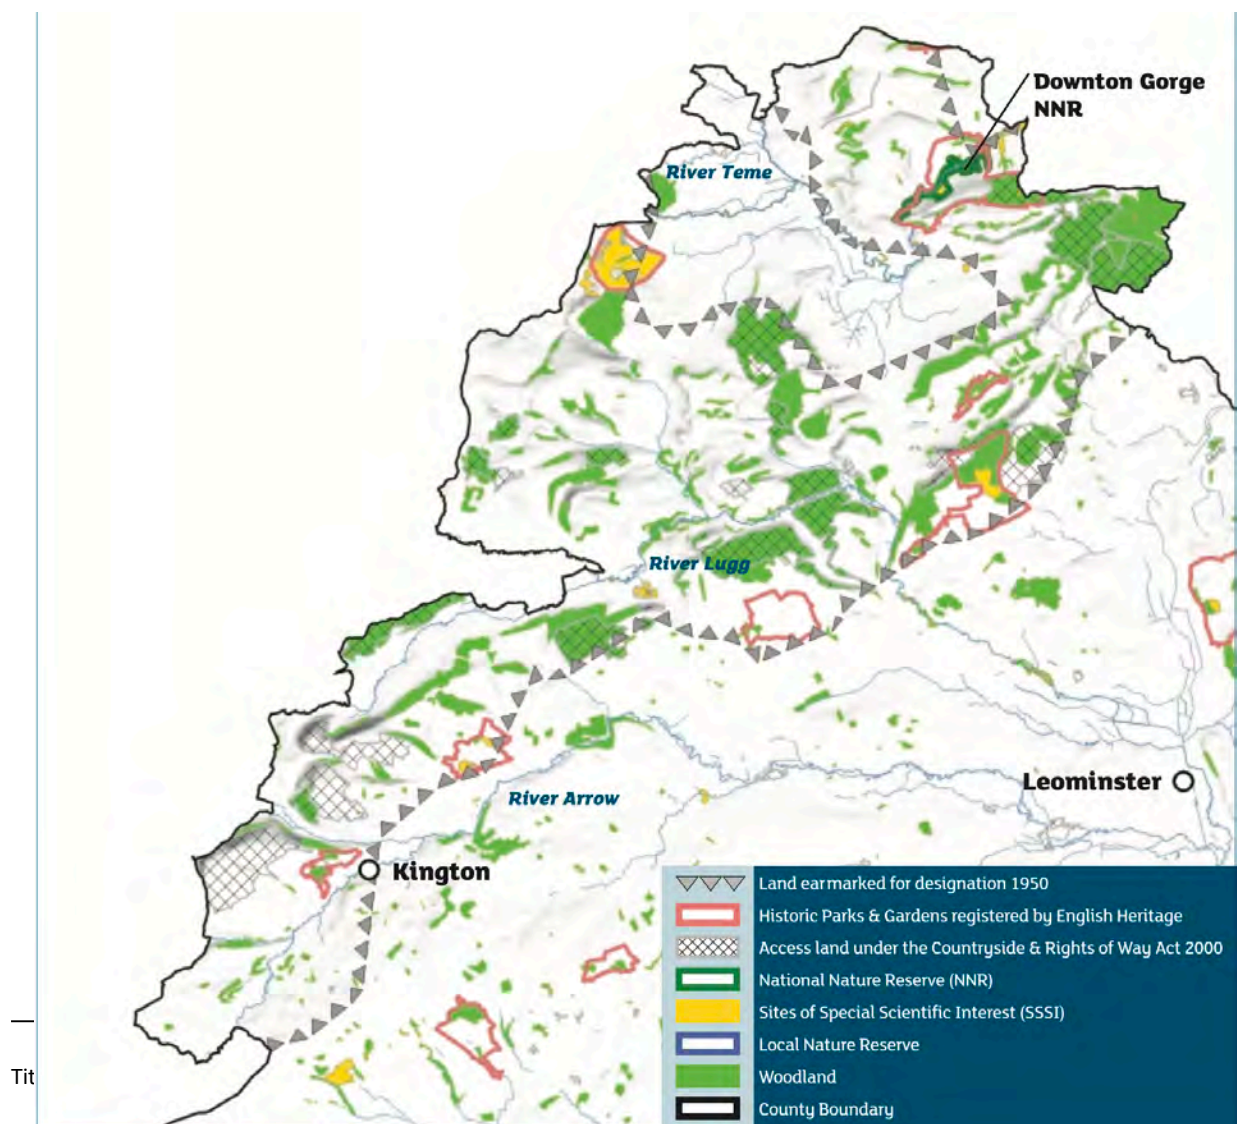 Downton Gorge
NNR
River Teme
River Lugg
Leominster
River Arrow
Kington
Land earmarked for designation 1950
Historic Parks & Gardens registered by English Heritage
Access land under the Countryside & Rights of Way Act 2000
National Nature Reserve (NNR)
Sites of Special Scientific Interest (SSSI)
Local Nature Reserve
Woodland
County Boundary
Tit